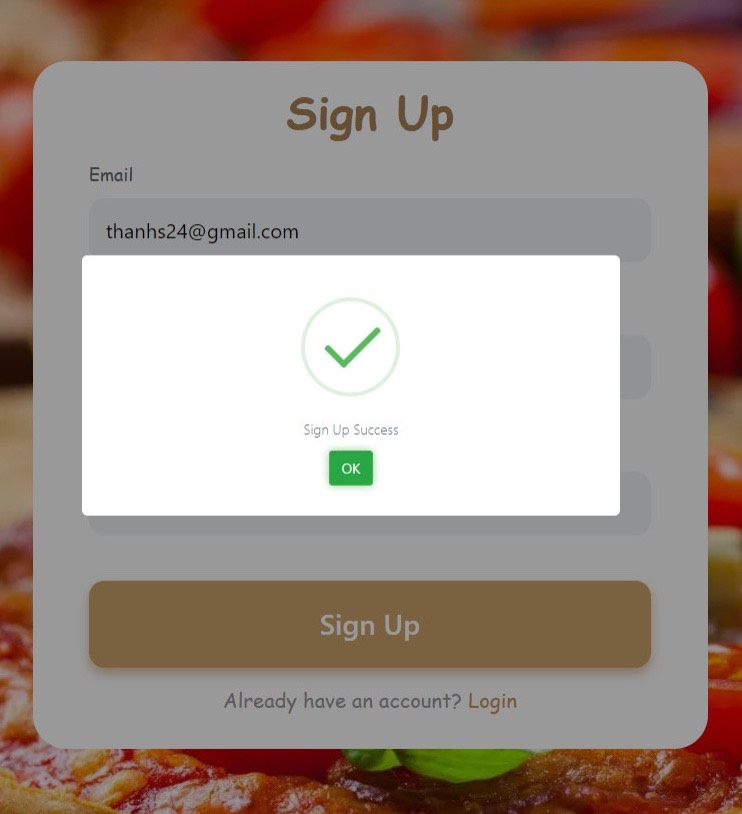 Sign Up
Email
thanhs24@gmail.com
Sign Up Success
OK
Sign Up
Already have an account? Login